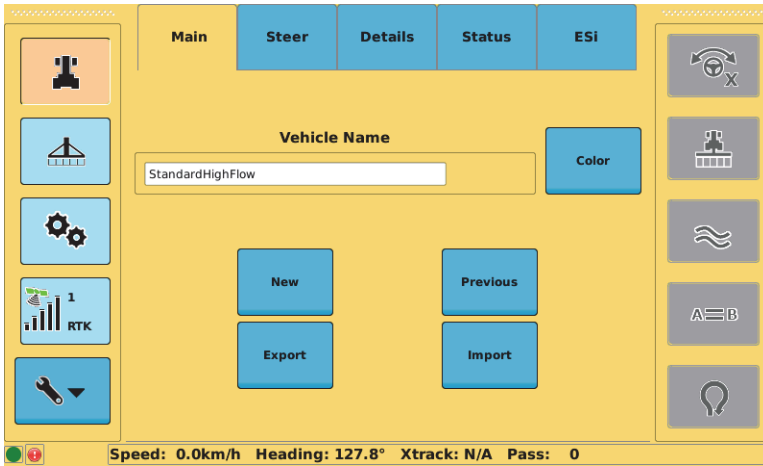 Main Steer Details Status ESi
X
Vehicle Name
StandardHighFlow
Color
New Previous
1
RTK
A B
Export Import
Speed: 0.0km/h Heading: 127.8° Xtrack: N/A Pass: 0